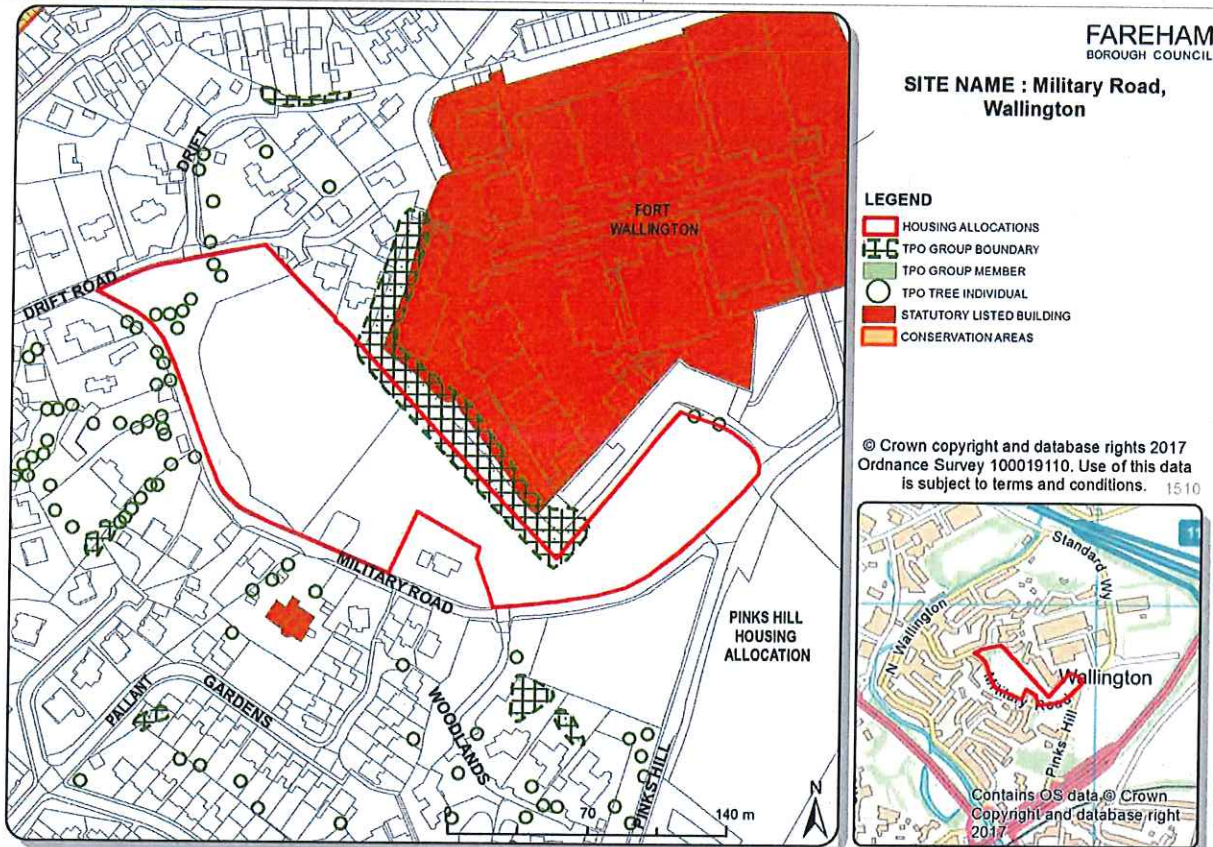 FAREHAM
BOROUGH COUNCIL
SITE NAME : Military Road,
Wallington
DRIFT
FORT
WALLINGTON
DRIFT ROAD
MILITARY ROAD
PINKS HILL
HOUSING
ALLOCATION
PALLANT
GARDENS
WOODLANDS
PINKS HILL
0
70
140 m
N
LEGEND
HOUSING ALLOCATIONS
TPO GROUP BOUNDARY
TPO GROUP MEMBER
TPO TREE INDIVIDUAL
STATUTORY LISTED BUILDING
CONSERVATION AREAS
© Crown copyright and database rights 2017
Ordnance Survey 100019110. Use of this data
is subject to terms and conditions. 1510
Standard Wy
N Wallington
Wallington
Military Road
Pinks Hill
Contains OS data © Crown
Copyright and database right
2017